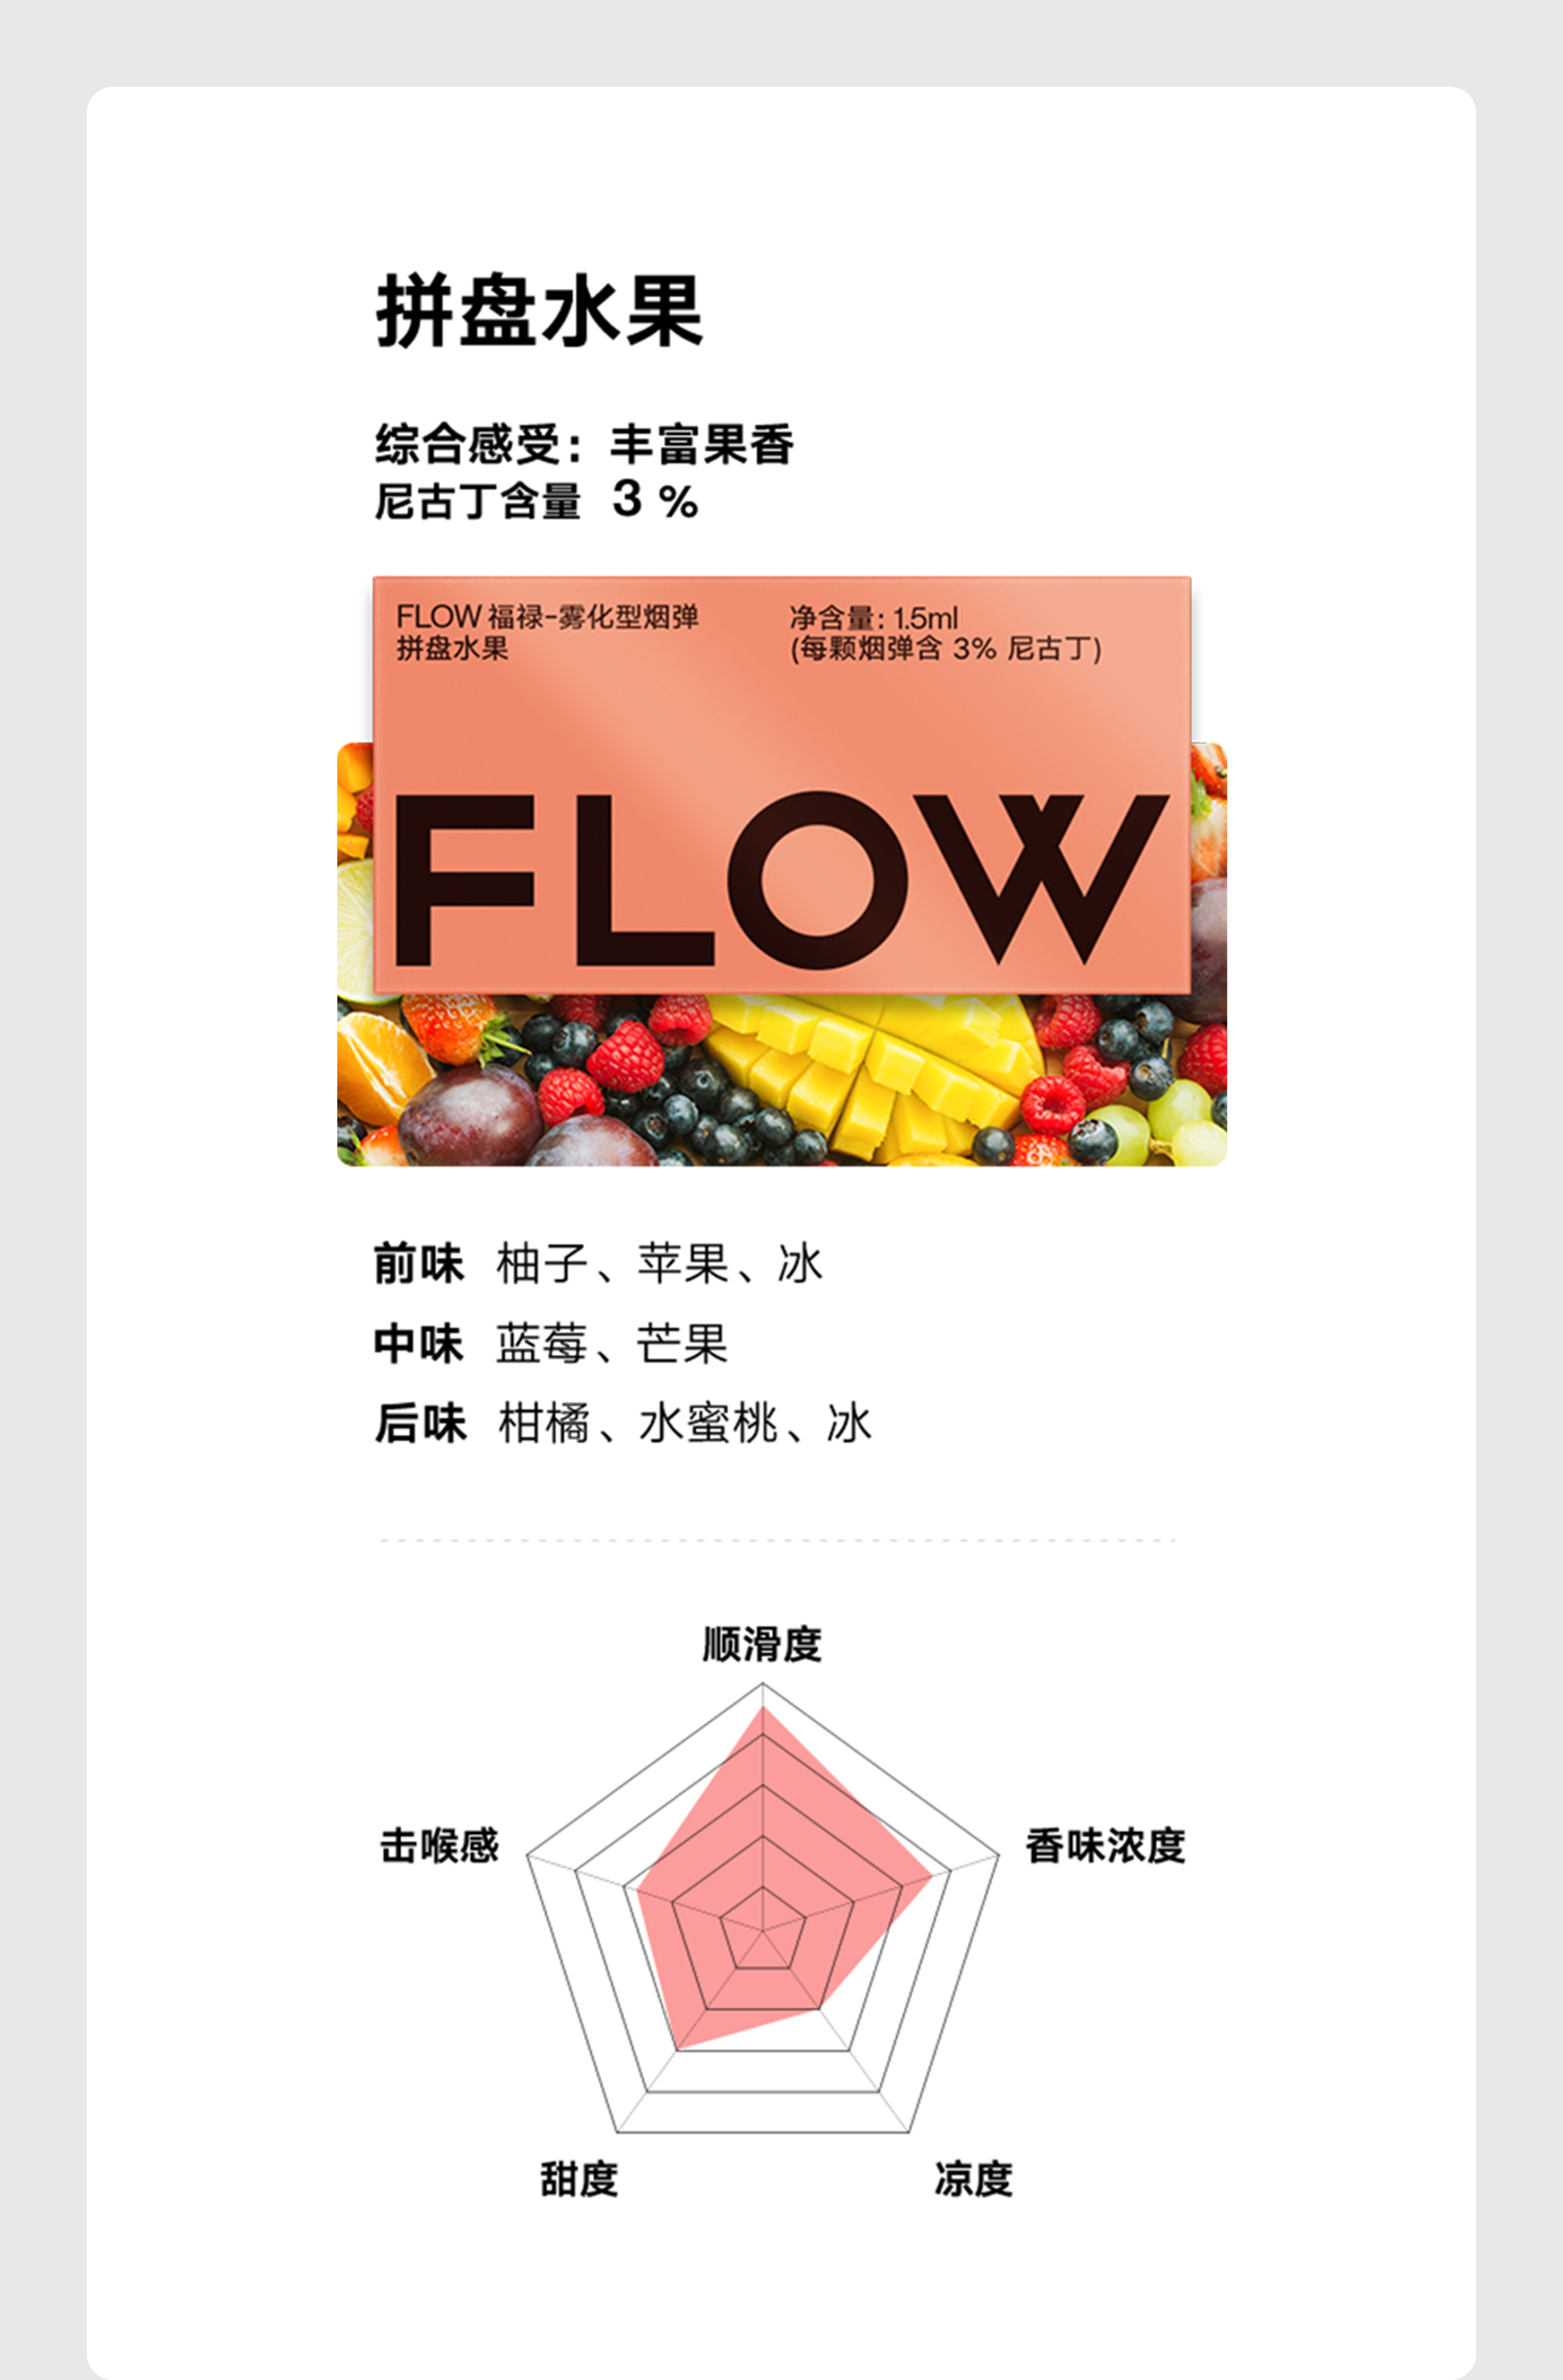 拼盘水果
综合感受：丰富果香
尼古丁含量 3 %
FLOW 福禄-雾化型烟弹
拼盘水果
净含量：1.5ml
(每颗烟弹含 3% 尼古丁)
FLOW
前味 柚子、苹果、冰
中味 蓝莓、芒果
后味 柑橘、水蜜桃、冰
顺滑度
击喉感
香味浓度
甜度
凉度